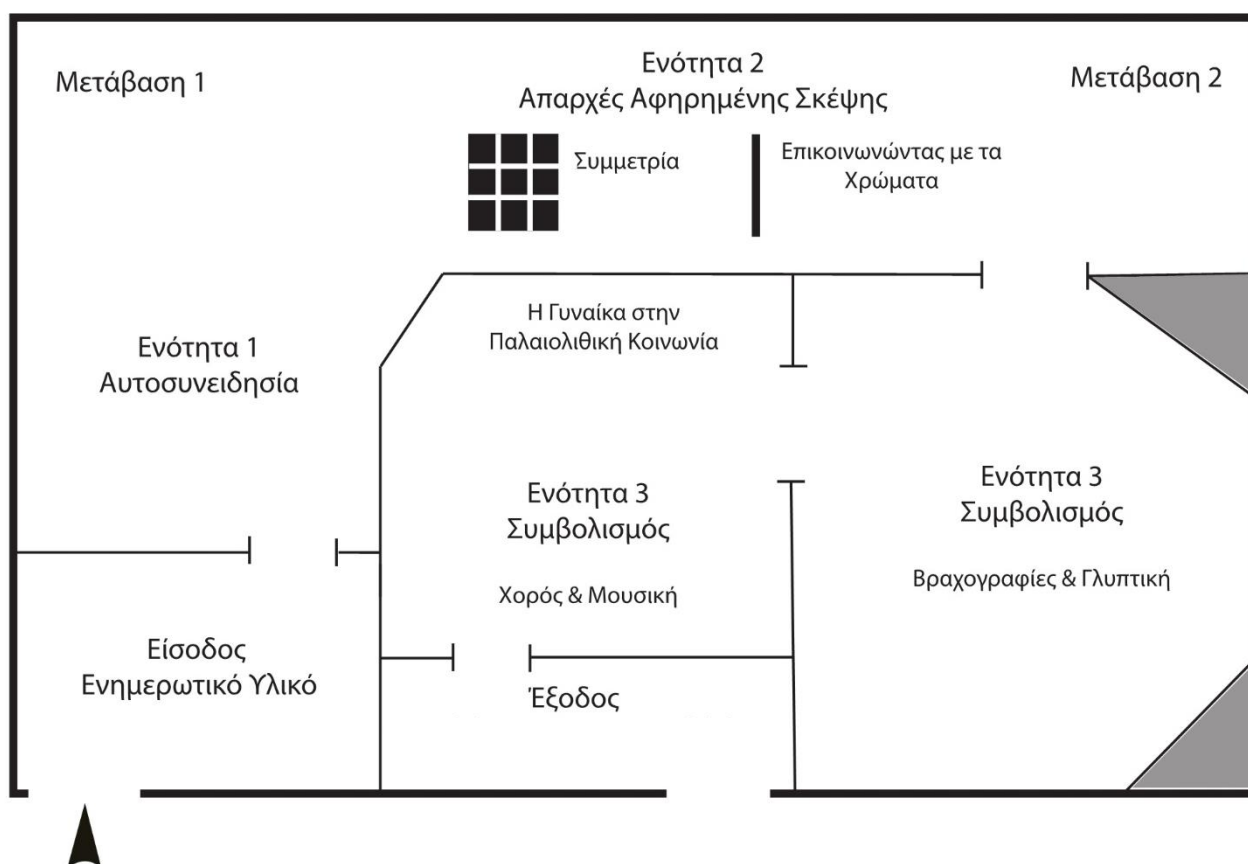 Μετάβαση 1
Ενότητα 2
Απαρχές Αφηρημένης Σκέψης
Μετάβαση 2
Συμμετρία
Επικοινωνώντας με τα
Χρώματα
Η Γυναίκα στην
Παλαιολιθική Κοινωνία
Ενότητα 1
Αυτοσυνειδησία
Ενότητα 3
Συμβολισμός
Χορός & Μουσική
Ενότητα 3
Συμβολισμός
Βραχογραφίες & Γλυπτική
Είσοδος
Ενημερωτικό Υλικό
Έξοδος